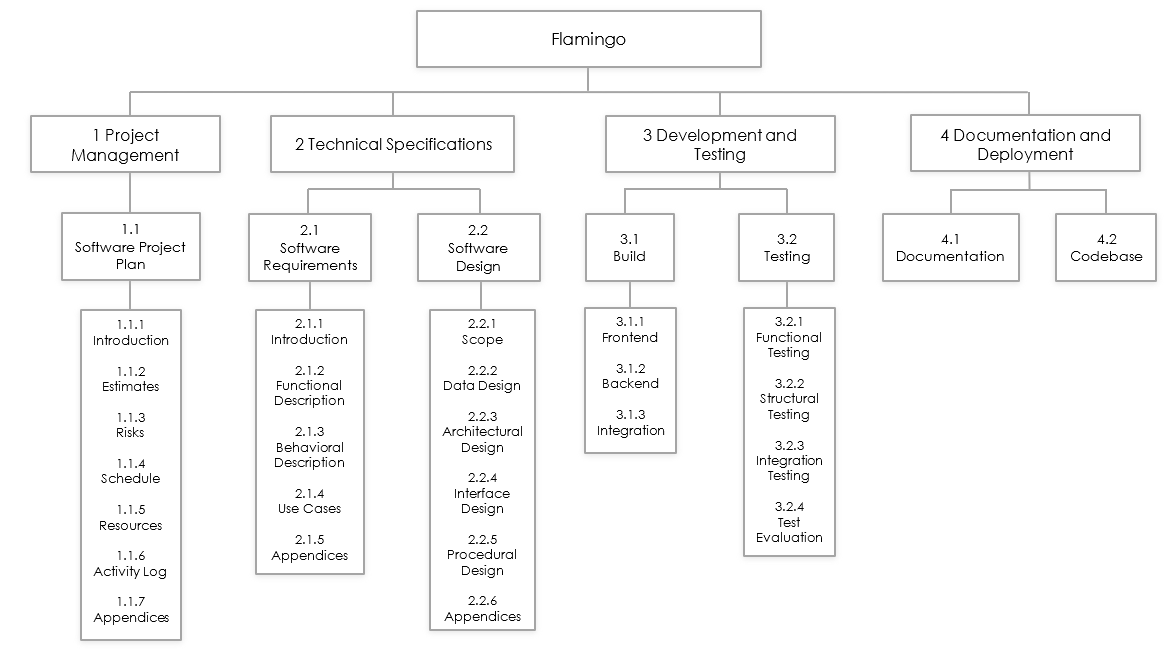 Flamingo
1 Project
Management
2 Technical Specifications
3 Development and
Testing
4 Documentation and
Deployment
1.1
Software Project
Plan
2.1
Software
Requirements
2.2
Software
Design
3.1
Build
3.2
Testing
4.1
Documentation
4.2
Codebase
1.1.1
Introduction
1.1.2
Estimates
1.1.3
Risks
1.1.4
Schedule
1.1.5
Resources
1.1.6
Activity Log
1.1.7
Appendices
2.1.1
Introduction
2.1.2
Functional
Description
2.1.3
Behavioral
Description
2.1.4
Use Cases
2.1.5
Appendices
2.2.1
Scope
2.2.2
Data Design
2.2.3
Architectural
Design
2.2.4
Interface
Design
2.2.5
Procedural
Design
2.2.6
Appendices
3.1.1
Frontend
3.1.2
Backend
3.1.3
Integration
3.2.1
Functional
Testing
3.2.2
Structural
Testing
3.2.3
Integration
Testing
3.2.4
Test
Evaluation